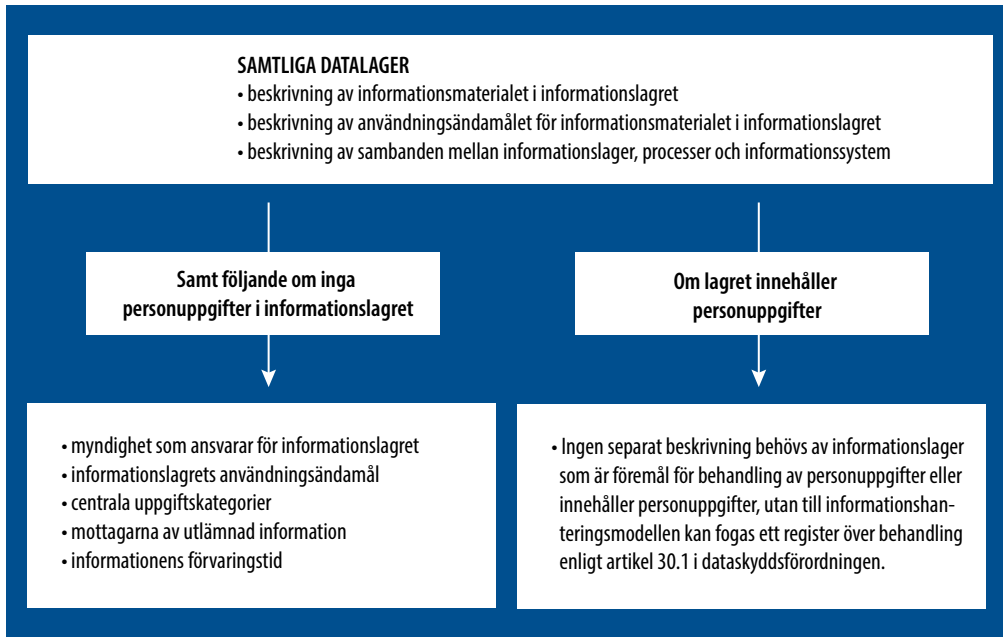 SAMTLIGA DATALAGER
• beskrivning av informationsmaterialet i informationslagret
• beskrivning av användningsändamålet för informationsmaterialet i informationslagret
• beskrivning av sambanden mellan informationslager, processer och informationssystem
Samt följande om inga
personuppgifter i informationslagret
Om lagret innehåller
personuppgifter
• myndighet som ansvarar för informationslagret
• informationslagrets användningsändamål
• centrala uppgiftskategorier
• mottagarna av utlämnad information
• informationens förvaringstid
• Ingen separat beskrivning behövs av informationslager
som är föremål för behandling av personuppgifter eller
innehåller personuppgifter, utan till informationshan-
teringsmodellen kan fogas ett register över behandling
enligt artikel 30.1 i dataskyddsförordningen.